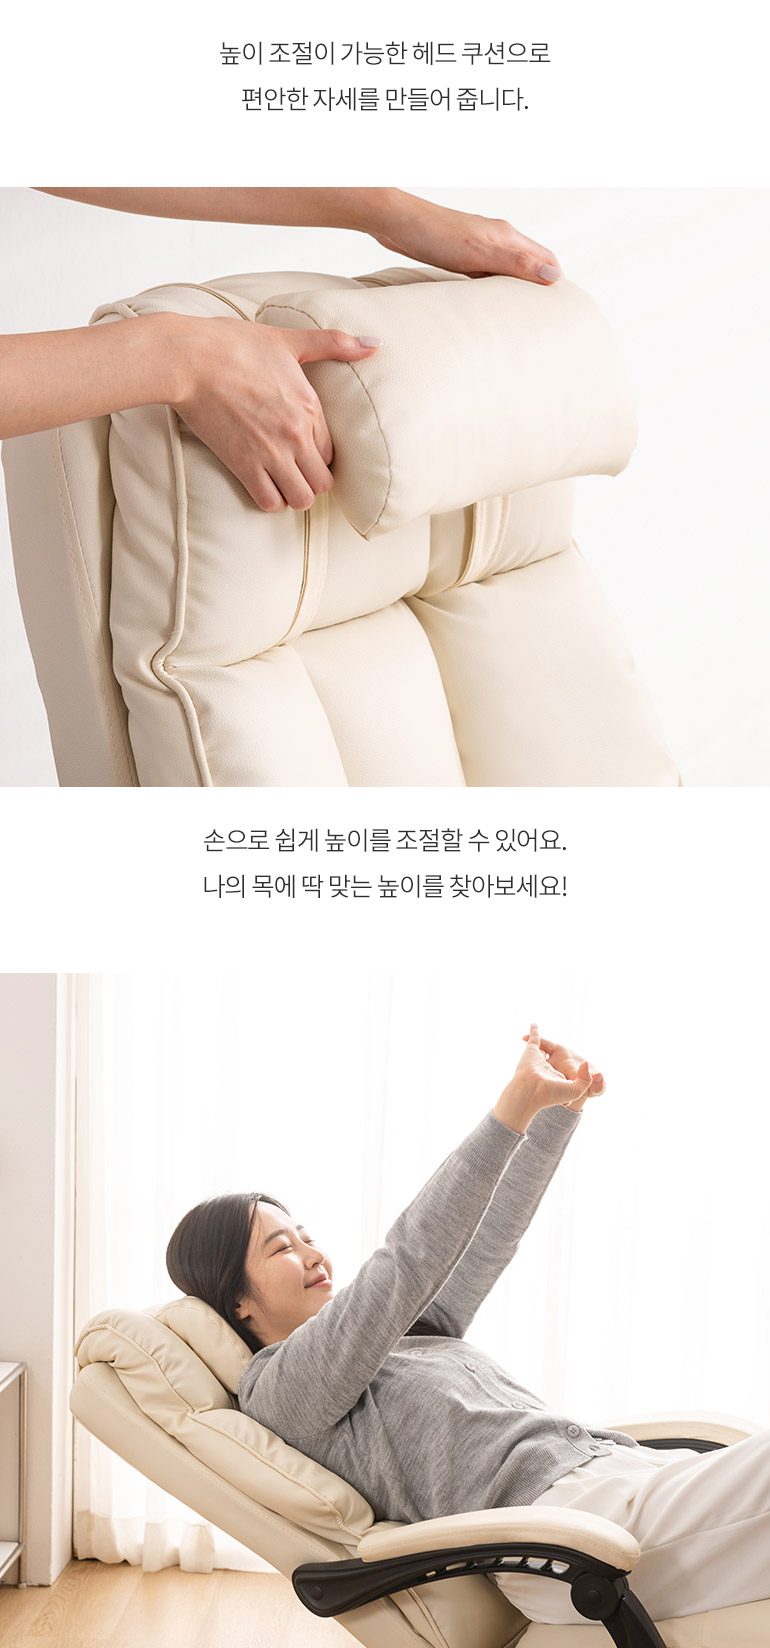 높이 조절이 가능한 헤드 쿠션으로
편안한 자세를 만들어 줍니다.
손으로 쉽게 높이를 조절할 수 있어요.
나의 목에 딱 맞는 높이를 찾아보세요!